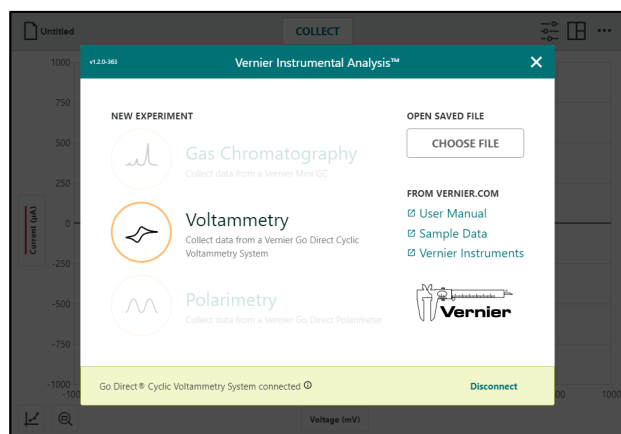 Untitled
COLLECT
v1.2.0-363
Vernier Instrumental Analysis™
NEW EXPERIMENT
Gas Chromatography
Collect data from a Vernier Mini GC
Voltammetry
Collect data from a Vernier Go Direct Cyclic
Voltammetry System
Polarimetry
Collect data from a Vernier Go Direct Polarimeter
OPEN SAVED FILE
CHOOSE FILE
FROM VERNIER.COM
User Manual
Sample Data
Vernier Instruments
Vernier
Go Direct® Cyclic Voltammetry System connected
Disconnect
1000
750
500
250
0
-250
-500
-750
-1000
Current (µA)
-100
00
1000
Voltage (mV)